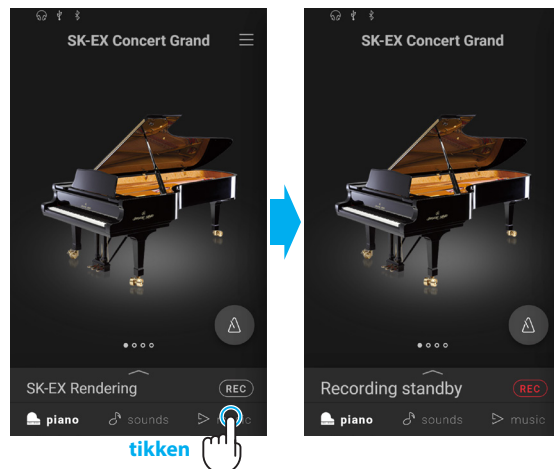 SK-EX Concert Grand
SK-EX Rendering
REC
piano
sounds
music
tikken
SK-EX Concert Grand
Recording standby
REC
piano
sounds
music